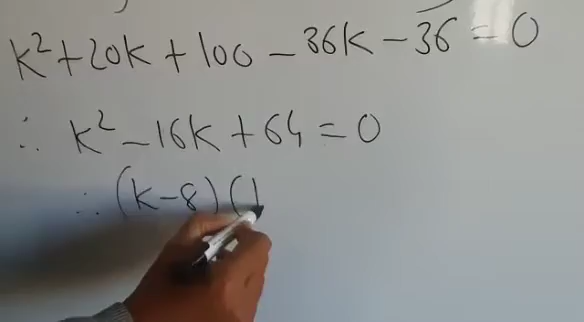 k² + 20k + 100 - 36k - 36 = 0
∴ k² - 16k + 64 = 0
∴ (k - 8) (